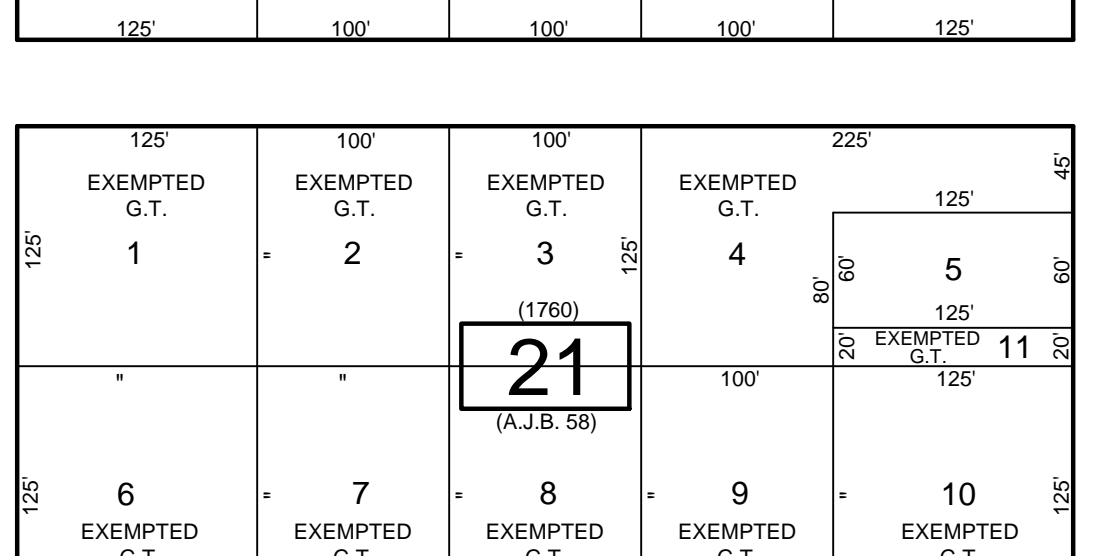 125' 100' 100' 100' 125'
125' 100' 100' 225'
45'
EXEMPTED EXEMPTED EXEMPTED EXEMPTED
G.T. G.T. G.T. G.T.
125'
125' 1 " 2 " 3 125' 4
80' 60' 5 60'
(1760) 125'
21
20' EXEMPTED 11 20'
G.T.
" " 100' 125'
(A.J.B. 58)
125' 6 " 7 " 8 " 9 " 10 125'
EXEMPTED EXEMPTED EXEMPTED EXEMPTED EXEMPTED
G.T. G.T. G.T. G.T. G.T.